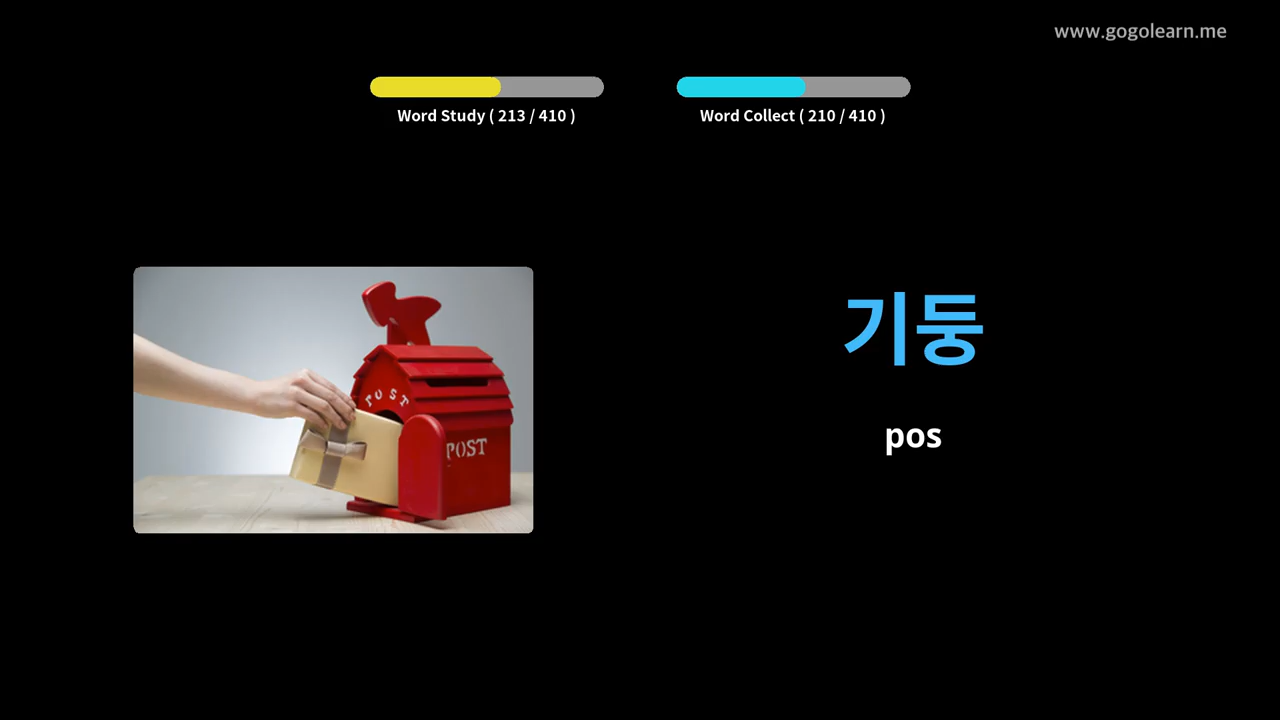 www.gogolearn.me
Word Study ( 213 / 410 )
Word Collect ( 210 / 410 )
기둥
pos
POST
POST